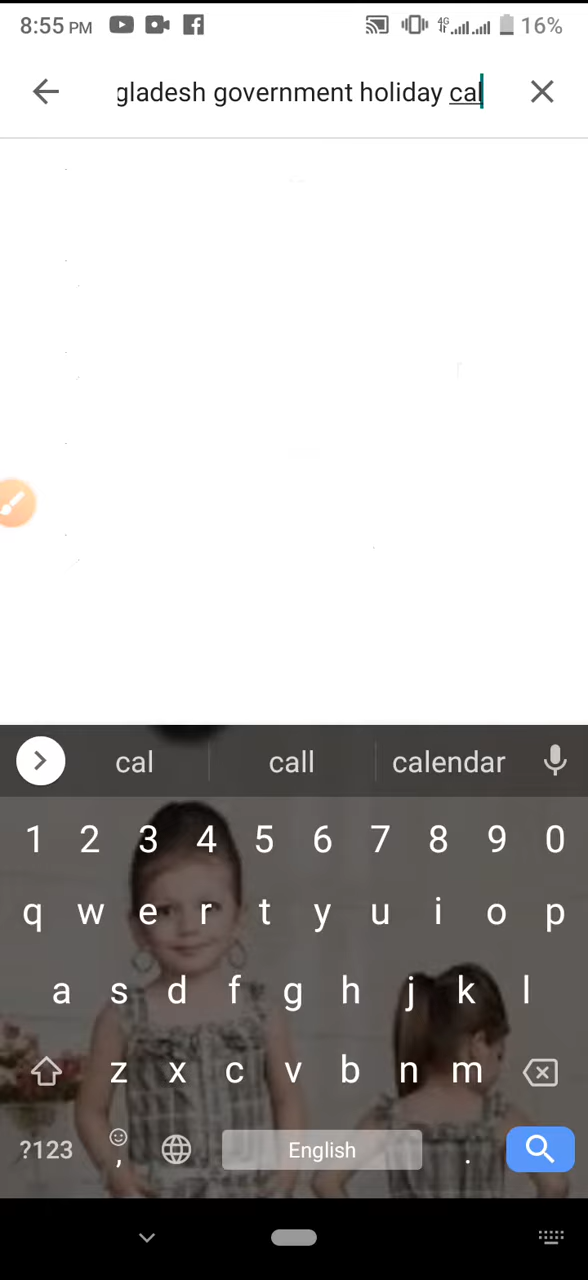 8:55 PM 4G 16%
gladesh government holiday cal
cal call calendar
1 2 3 4 5 6 7 8 9 0
q w e r t y u i o p
a s d f g h j k l
z x c v b n m
?123 , English .